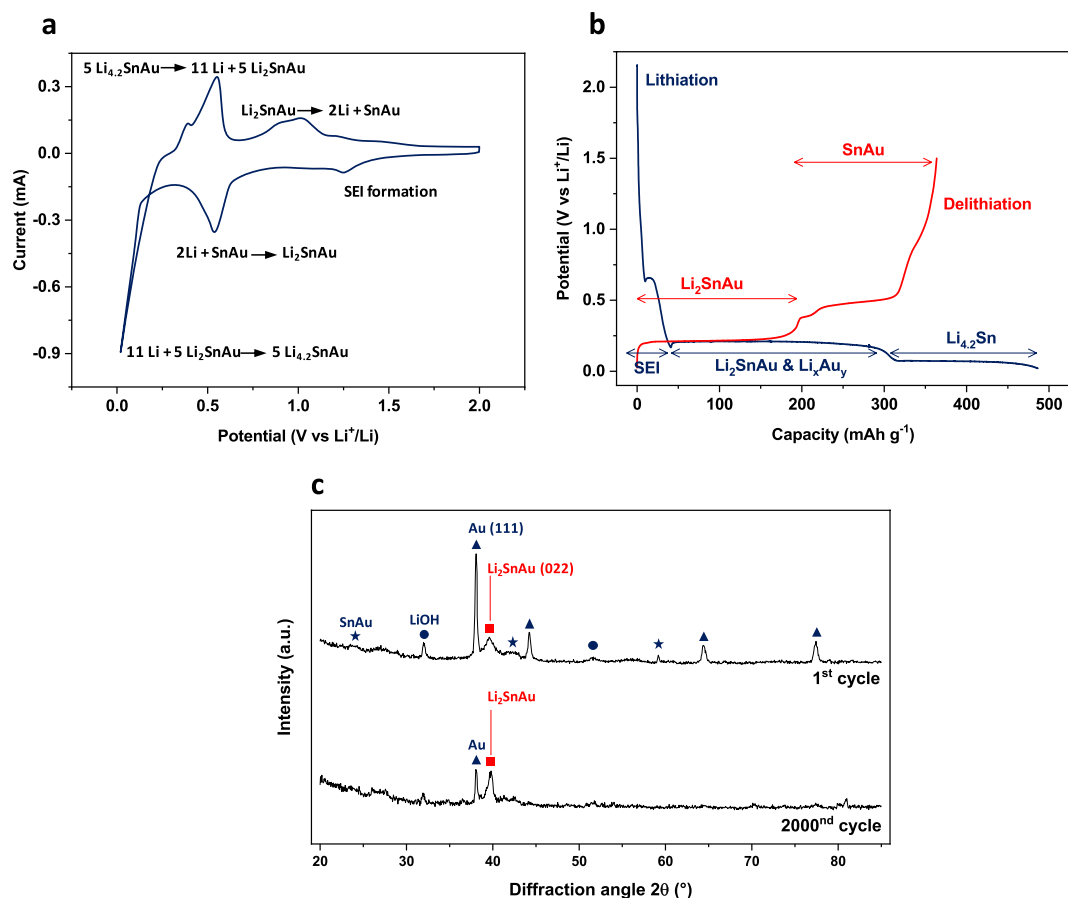 a
5 Li4.2SnAu → 11 Li + 5 Li2SnAu
Li2SnAu → 2Li + SnAu
SEI formation
2Li + SnAu → Li2SnAu
11 Li + 5 Li2SnAu → 5 Li4.2SnAu
0.3
0.0
-0.3
-0.6
-0.9
Current (mA)
0.0 0.5 1.0 1.5 2.0
Potential (V vs Li⁺/Li)
b
Lithiation
SnAu
Delithiation
Li2SnAu
Li4.2Sn
SEI
Li2SnAu & LixAuy
2.0
1.5
1.0
0.5
0.0
Potential (V vs Li⁺/Li)
0 100 200 300 400 500
Capacity (mAh g⁻¹)
c
Au (111)
Li2SnAu (022)
SnAu
LiOH
1st cycle
Li2SnAu
Au
2000nd cycle
Intensity (a.u.)
20 30 40 50 60 70 80
Diffraction angle 2θ (°)